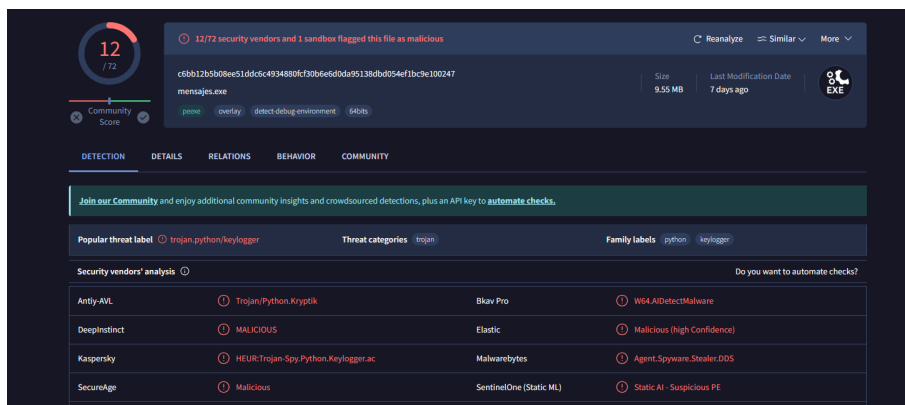 12
/ 72
Community
Score
12/72 security vendors and 1 sandbox flagged this file as malicious
Reanalyze Similar More
c6bb12b5b08ee51ddc6c4934880fcf30b6e6d0da95138dbd054ef1bc9e100247
mensajes.exe
peexe overlay detect-debug-environment 64bits
Size
9.55 MB
Last Modification Date
7 days ago
EXE
DETECTION DETAILS RELATIONS BEHAVIOR COMMUNITY
Join our Community and enjoy additional community insights and crowdsourced detections, plus an API key to automate checks.
Popular threat label trojan.python/keylogger Threat categories trojan Family labels python keylogger
Security vendors' analysis Do you want to automate checks?
Antiy-AVL Trojan/Python.Kryptik Bkav Pro W64.AIDetectMalware
DeepInstinct MALICIOUS Elastic Malicious (high Confidence)
Kaspersky HEUR:Trojan-Spy.Python.Keylogger.ac Malwarebytes Agent.Spyware.Stealer.DDS
SecureAge Malicious SentinelOne (Static ML) Static AI - Suspicious PE